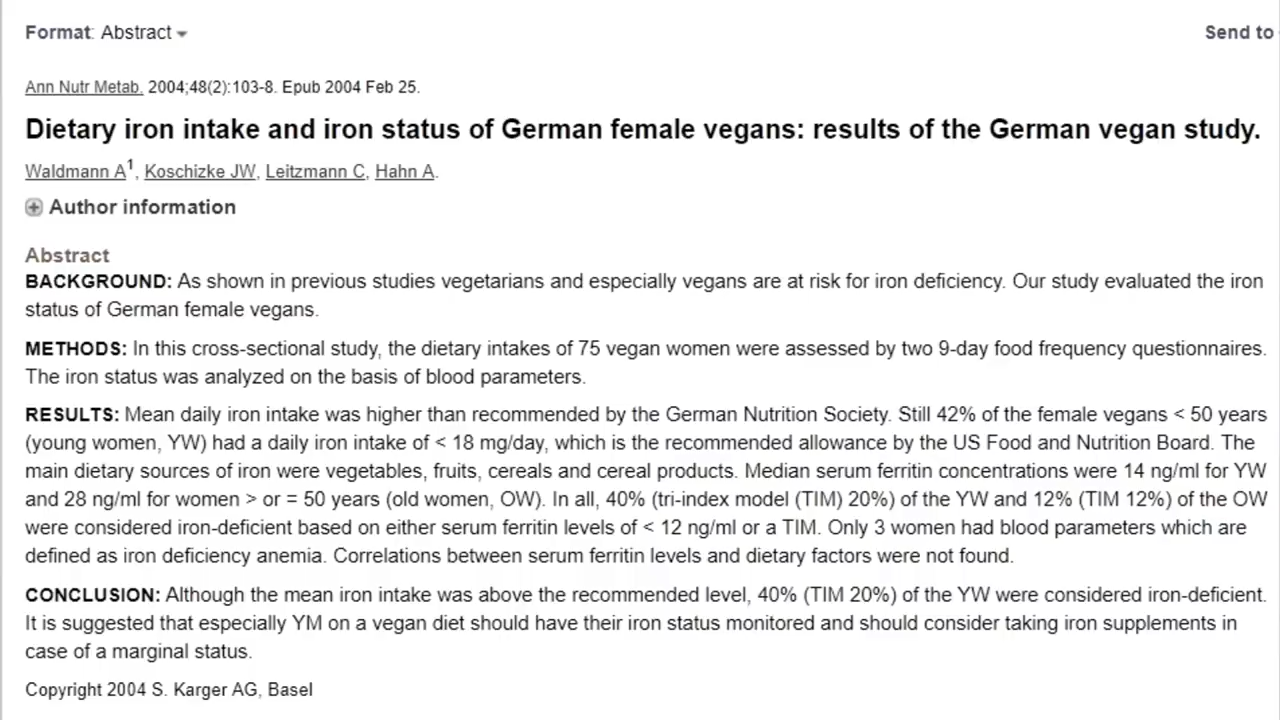 Format: Abstract
Send to
Ann Nutr Metab. 2004;48(2):103-8. Epub 2004 Feb 25.
Dietary iron intake and iron status of German female vegans: results of the German vegan study.
Waldmann A1, Koschizke JW, Leitzmann C, Hahn A.
Author information
Abstract
BACKGROUND: As shown in previous studies vegetarians and especially vegans are at risk for iron deficiency. Our study evaluated the iron
status of German female vegans.
METHODS: In this cross-sectional study, the dietary intakes of 75 vegan women were assessed by two 9-day food frequency questionnaires.
The iron status was analyzed on the basis of blood parameters.
RESULTS: Mean daily iron intake was higher than recommended by the German Nutrition Society. Still 42% of the female vegans < 50 years
(young women, YW) had a daily iron intake of < 18 mg/day, which is the recommended allowance by the US Food and Nutrition Board. The
main dietary sources of iron were vegetables, fruits, cereals and cereal products. Median serum ferritin concentrations were 14 ng/ml for YW
and 28 ng/ml for women > or = 50 years (old women, OW). In all, 40% (tri-index model (TIM) 20%) of the YW and 12% (TIM 12%) of the OW
were considered iron-deficient based on either serum ferritin levels of < 12 ng/ml or a TIM. Only 3 women had blood parameters which are
defined as iron deficiency anemia. Correlations between serum ferritin levels and dietary factors were not found.
CONCLUSION: Although the mean iron intake was above the recommended level, 40% (TIM 20%) of the YW were considered iron-deficient.
It is suggested that especially YM on a vegan diet should have their iron status monitored and should consider taking iron supplements in
case of a marginal status.
Copyright 2004 S. Karger AG, Basel